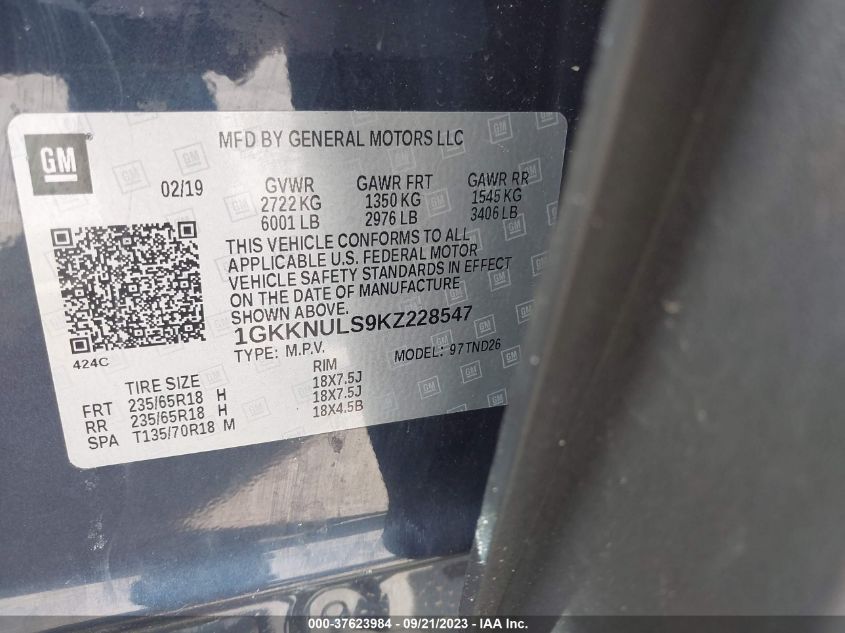 MFD BY GENERAL MOTORS LLC
GM
02/19
GVWR GAWR FRT GAWR RR
2722 KG 1350 KG 1545 KG
6001 LB 2976 LB 3406 LB
THIS VEHICLE CONFORMS TO ALL
APPLICABLE U.S. FEDERAL MOTOR
VEHICLE SAFETY STANDARDS IN EFFECT
ON THE DATE OF MANUFACTURE
SHOWN ABOVE.
1GKKNULS9KZ228547
TYPE: M.P.V. MODEL: 97TND26
424C
TIRE SIZE RIM
FRT 235/65R18 H 18X7.5J
RR 235/65R18 H 18X7.5J
SPA T135/70R18 M 18X4.5B
000-37623984 - 09/21/2023 - IAA Inc.